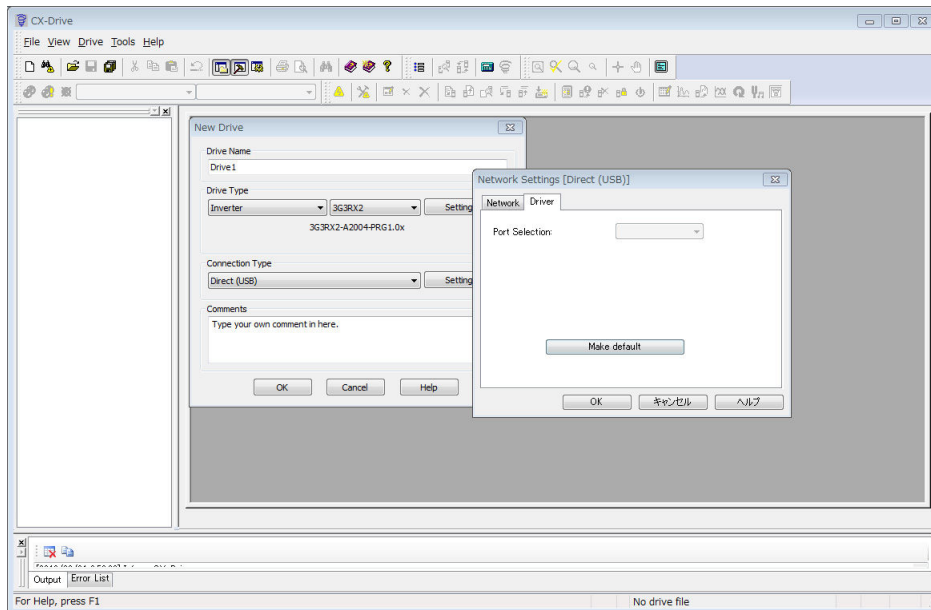 CX-Drive
File View Drive Tools Help
New Drive
Drive Name
Drive1
Drive Type
Inverter
3G3RX2
Setting
3G3RX2-A2004-PRG1.0x
Connection Type
Direct (USB)
Setting
Comments
Type your own comment in here.
OK
Cancel
Help
Network Settings [Direct (USB)]
Network
Driver
Port Selection:
Make default
OK
キャンセル
ヘルプ
Output
Error List
For Help, press F1
No drive file